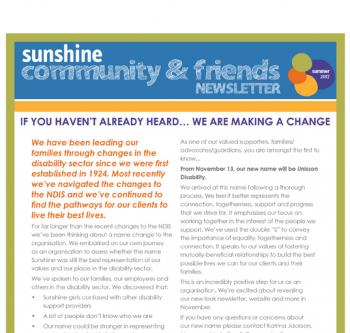 sunshine
community & friends
NEWSLETTER
summer
2017
IF YOU HAVEN'T ALREADY HEARD... WE ARE MAKING A CHANGE
We have been leading our
families through changes in the
disability sector since we were first
established in 1924. Most recently
we've navigated the changes to
the NDIS and we've continued to
find the pathways for our clients to
live their best lives.
For far longer than the recent changes to the NDIS
we've been thinking about a name change to the
organisation. We embarked on our own journey
as an organisation to assess whether the name
Sunshine was still the best representation of our
values and our place in the disability sector.
We've spoken to our families, our employees and
others in the disability sector. We discovered that:
• Sunshine gets confused with other disability
support providers
• A lot of people don't know who we are
• Our name could be stronger in representing
As one of our valued supporters, families/
advocates/guardians, you are amongst the first to
know...
From November 13, our new name will be Unisson
Disability.
We arrived at this name following a thorough
process. We feel it better represents the
connection, togetherness, support and progress
that we strive for. It emphasises our focus on
working together in the interest of the people we
support. We've used the double "S" to convey
the importance of equality, togetherness and
connection. It speaks to our values of fostering
mutually-beneficial relationships to build the best
possible lives we can for our clients and their
families.
This is an incredibly positive step for us as an
organisation. We're excited about revealing our
new look newsletter, website and more in
November.
If you have any questions or concerns about
our new name please contact Katrina Jackson,